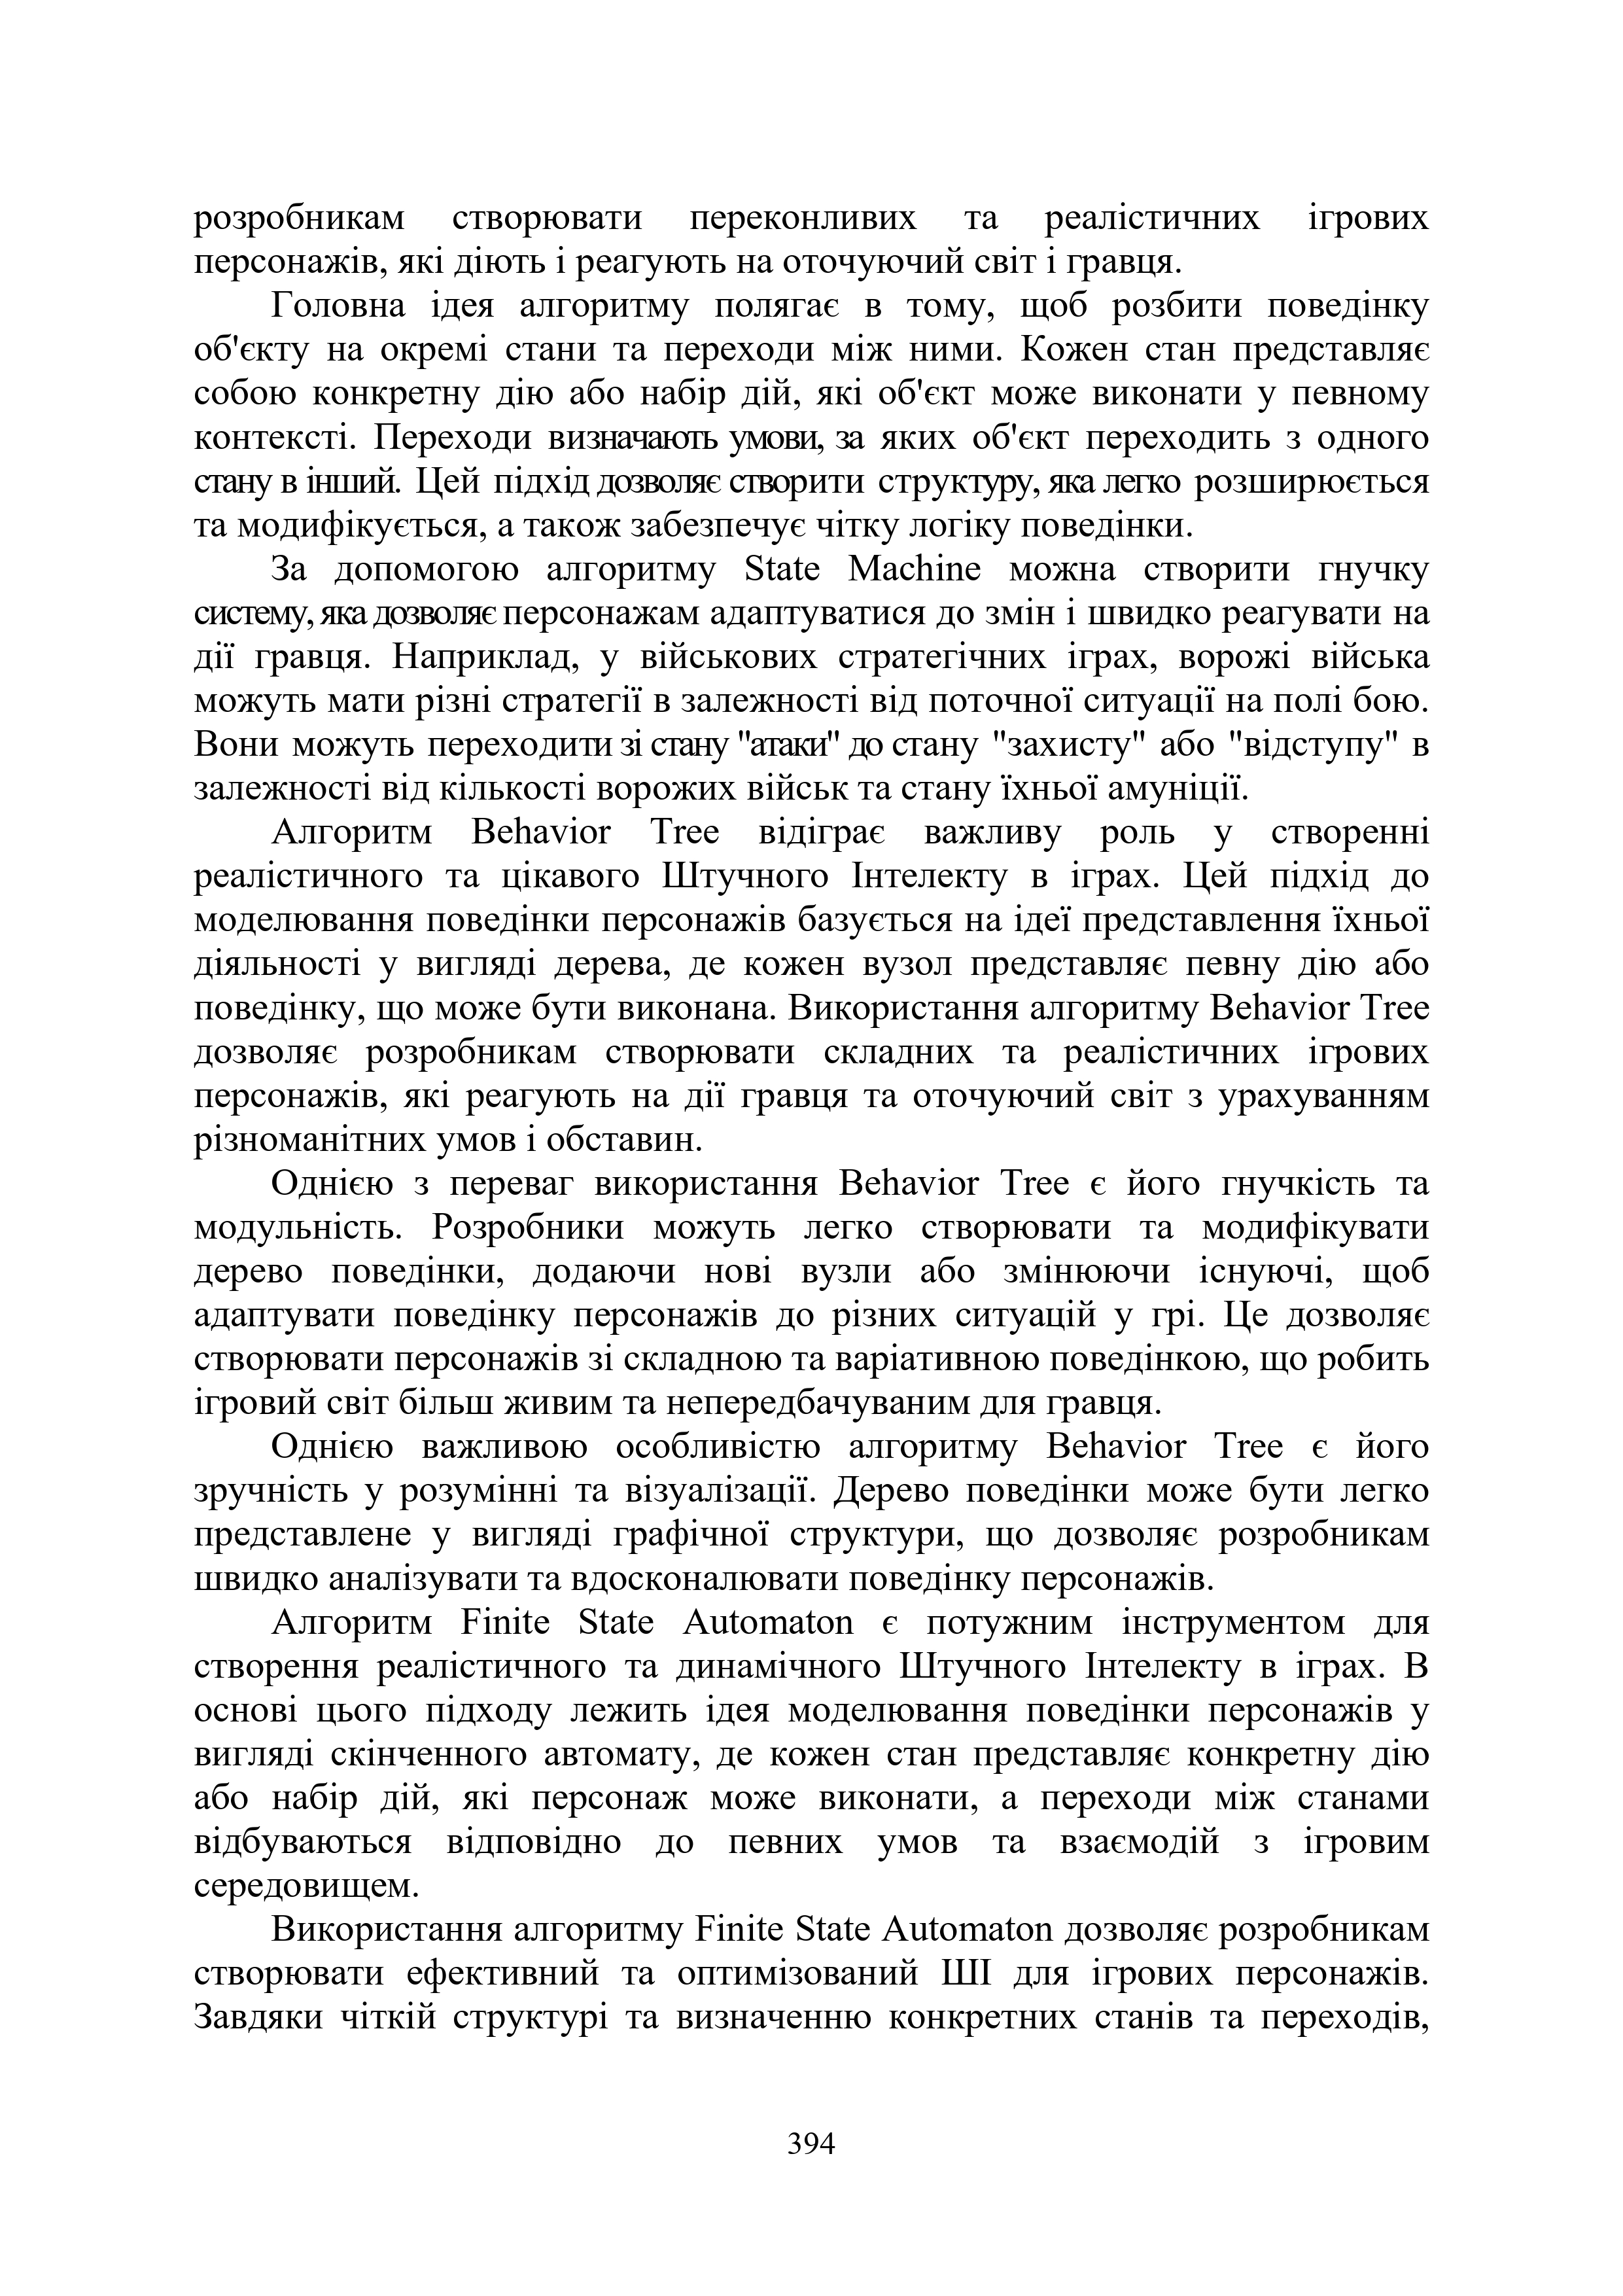 розробникам створювати переконливих та реалістичних ігрових
персонажів, які діють і реагують на оточуючий світ і гравця.
Головна ідея алгоритму полягає в тому, щоб розбити поведінку
об'єкту на окремі стани та переходи між ними. Кожен стан представляє
собою конкретну дію або набір дій, які об'єкт може виконати у певному
контексті. Переходи визначають умови, за яких об'єкт переходить з одного
стану в інший. Цей підхід дозволяє створити структуру, яка легко розширюється
та модифікується, а також забезпечує чітку логіку поведінки.
За допомогою алгоритму State Machine можна створити гнучку
систему, яка дозволяє персонажам адаптуватися до змін і швидко реагувати на
дії гравця. Наприклад, у військових стратегічних іграх, ворожі війська
можуть мати різні стратегії в залежності від поточної ситуації на полі бою.
Вони можуть переходити зі стану "атаки" до стану "захисту" або "відступу" в
залежності від кількості ворожих військ та стану їхньої амуніції.
Алгоритм Behavior Tree відіграє важливу роль у створенні
реалістичного та цікавого Штучного Інтелекту в іграх. Цей підхід до
моделювання поведінки персонажів базується на ідеї представлення їхньої
діяльності у вигляді дерева, де кожен вузол представляє певну дію або
поведінку, що може бути виконана. Використання алгоритму Behavior Tree
дозволяє розробникам створювати складних та реалістичних ігрових
персонажів, які реагують на дії гравця та оточуючий світ з урахуванням
різноманітних умов і обставин.
Однією з переваг використання Behavior Tree є його гнучкість та
модульність. Розробники можуть легко створювати та модифікувати
дерево поведінки, додаючи нові вузли або змінюючи існуючі, щоб
адаптувати поведінку персонажів до різних ситуацій у грі. Це дозволяє
створювати персонажів зі складною та варіативною поведінкою, що робить
ігровий світ більш живим та непередбачуваним для гравця.
Однією важливою особливістю алгоритму Behavior Tree є його
зручність у розумінні та візуалізації. Дерево поведінки може бути легко
представлене у вигляді графічної структури, що дозволяє розробникам
швидко аналізувати та вдосконалювати поведінку персонажів.
Алгоритм Finite State Automaton є потужним інструментом для
створення реалістичного та динамічного Штучного Інтелекту в іграх. В
основі цього підходу лежить ідея моделювання поведінки персонажів у
вигляді скінченного автомату, де кожен стан представляє конкретну дію
або набір дій, які персонаж може виконати, а переходи між станами
відбуваються відповідно до певних умов та взаємодій з ігровим
середовищем.
Використання алгоритму Finite State Automaton дозволяє розробникам
створювати ефективний та оптимізований ШІ для ігрових персонажів.
Завдяки чіткій структурі та визначенню конкретних станів та переходів,
394